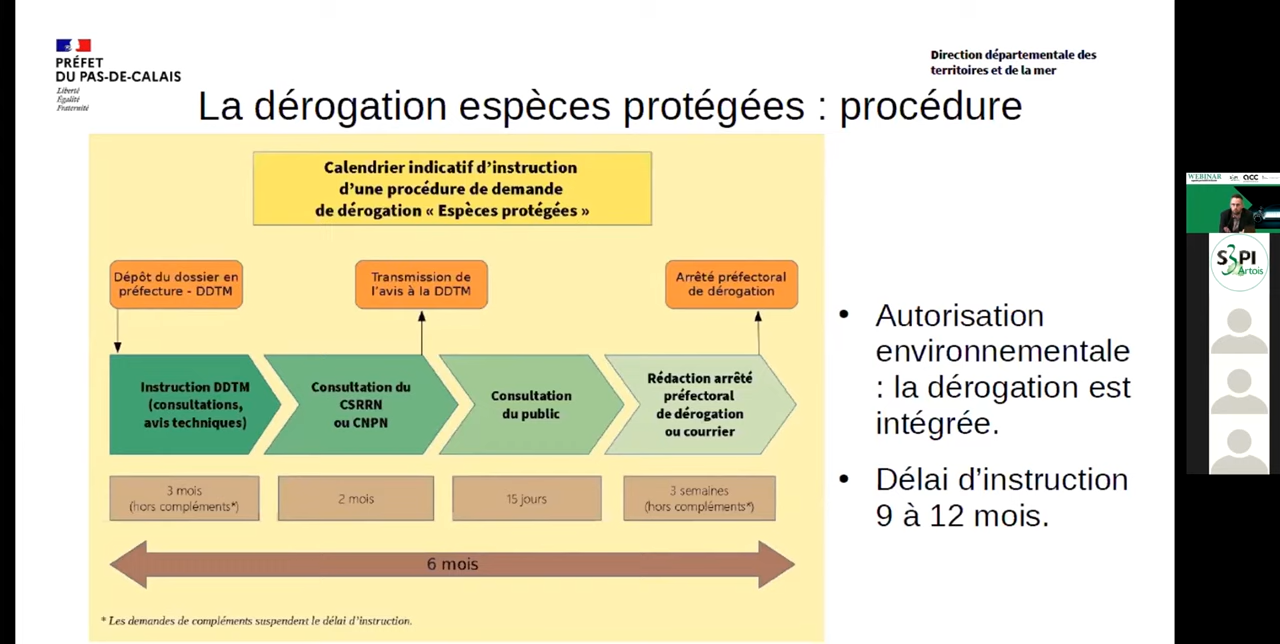 PRÉFET
DU PAS-DE-CALAIS
Liberté
Égalité
Fraternité
Direction départementale des
territoires et de la mer
La dérogation espèces protégées : procédure
Calendrier indicatif d'instruction
d'une procédure de demande
de dérogation « Espèces protégées »
Dépôt du dossier en
préfecture - DDTM
Transmission de
l'avis à la DDTM
Arrêté préfectoral
de dérogation
Instruction DDTM
(consultations,
avis techniques)
Consultation du
CSRRN
ou CNPN
Consultation
du public
Rédaction arrêté
préfectoral
de dérogation
ou courrier
3 mois
(hors compléments*)
2 mois
15 jours
3 semaines
(hors compléments*)
6 mois
* Les demandes de compléments suspendent le délai d'instruction.
• Autorisation
environnementale
: la dérogation est
intégrée.
• Délai d'instruction
9 à 12 mois.
WEBINAR
acc
S3PI
Artois